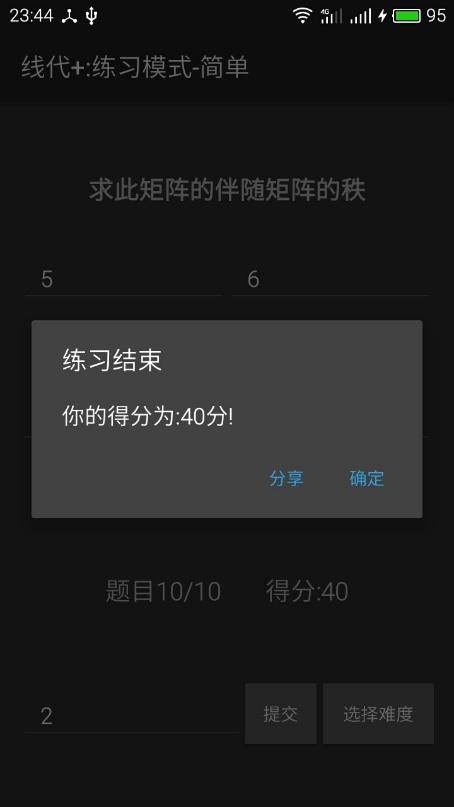 23:44 4G 95
线代+:练习模式-简单
求此矩阵的伴随矩阵的秩
5 6
练习结束
你的得分为:40分!
分享 确定
题目10/10 得分:40
2 提交 选择难度